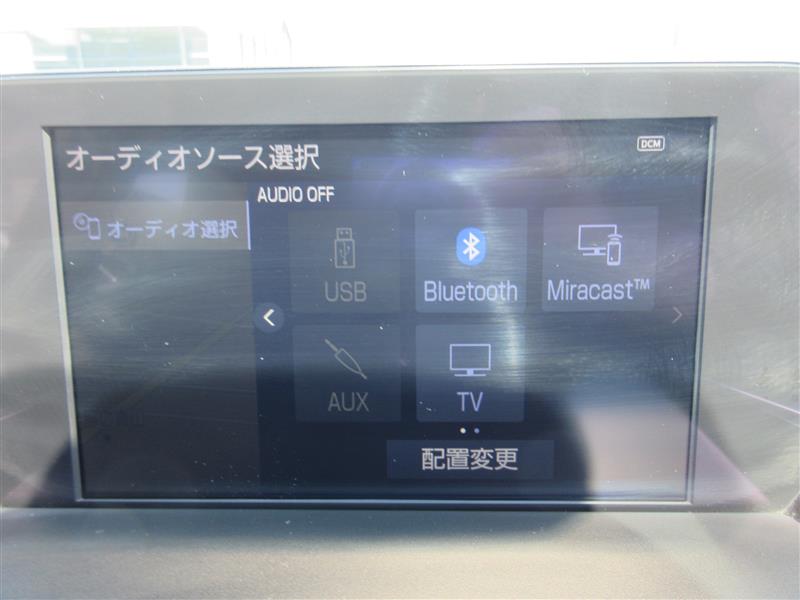 オーディオソース選択
DCM
オーディオ選択
AUDIO OFF
USB
Bluetooth
Miracast™
AUX
TV
配置変更